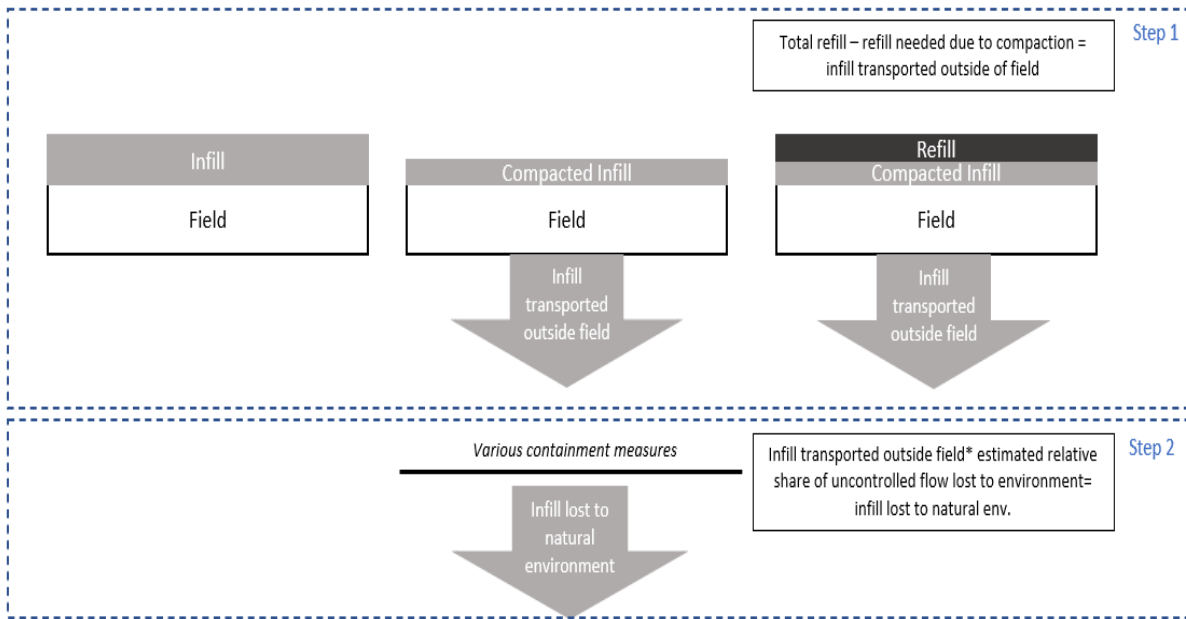 Step 1
Total refill – refill needed due to compaction =
infill transported outside of field
Infill
Field
Compacted Infill
Field
Infill
transported
outside field
Refill
Compacted Infill
Field
Infill
transported
outside field
Step 2
Various containment measures
Infill lost to
natural
environment
Infill transported outside field* estimated relative
share of uncontrolled flow lost to environment=
infill lost to natural env.